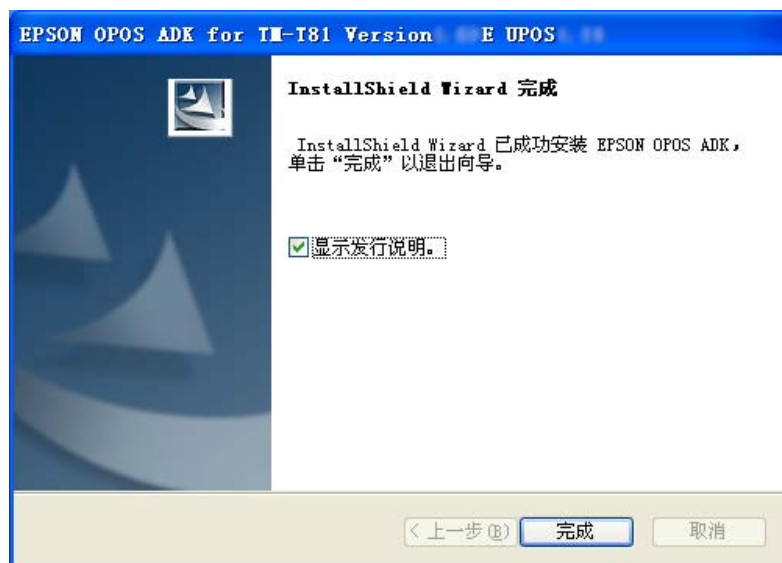 EPSON OPOS ADK for TM-T81 Version E UPOS
InstallShield Wizard 完成
InstallShield Wizard 已成功安装 EPSON OPOS ADK，
单击“完成”以退出向导。
显示发行说明。
< 上一步(B)
完成
取消